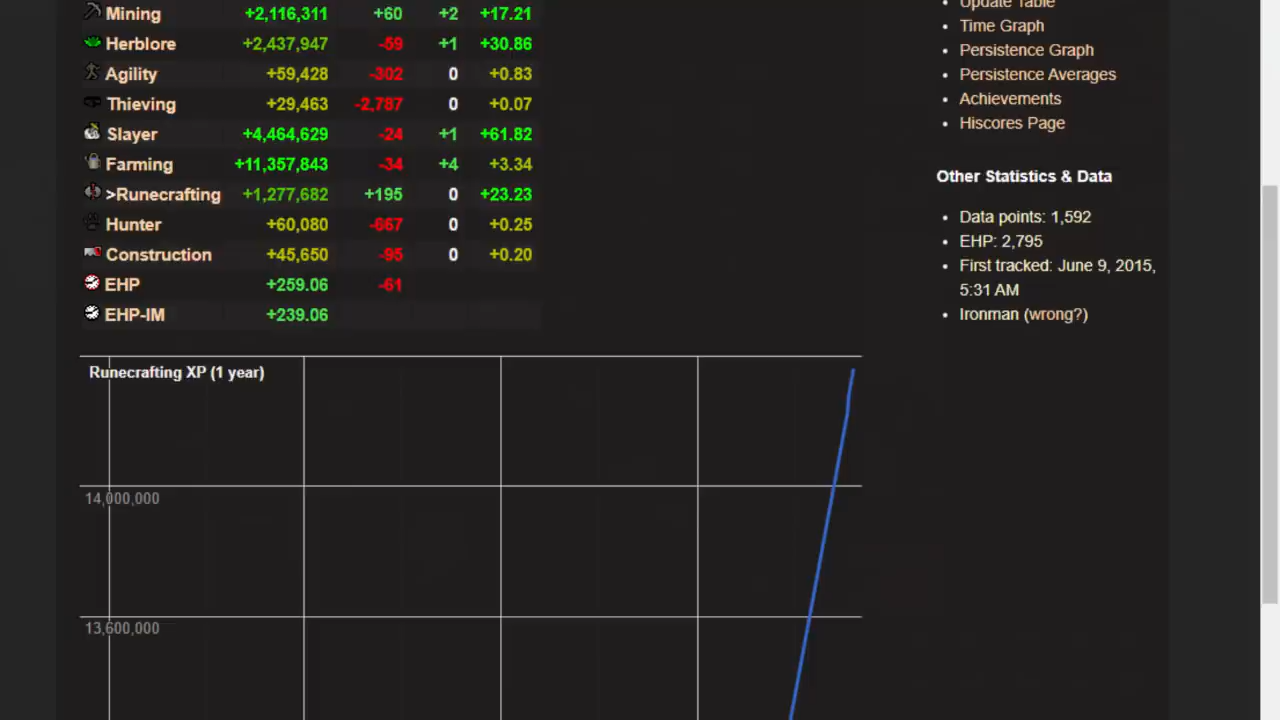 Mining +2,116,311 +60 +2 +17.21
Herblore +2,437,947 -59 +1 +30.86
Agility +59,428 -302 0 +0.83
Thieving +29,463 -2,787 0 +0.07
Slayer +4,464,629 -24 +1 +61.82
Farming +11,357,843 -34 +4 +3.34
>Runecrafting +1,277,682 +195 0 +23.23
Hunter +60,080 -667 0 +0.25
Construction +45,650 -95 0 +0.20
EHP +259.06 -61
EHP-IM +239.06
Runecrafting XP (1 year)
14,000,000
13,600,000
Update Table
Time Graph
Persistence Graph
Persistence Averages
Achievements
Hiscores Page
Other Statistics & Data
Data points: 1,592
EHP: 2,795
First tracked: June 9, 2015,
5:31 AM
Ironman (wrong?)